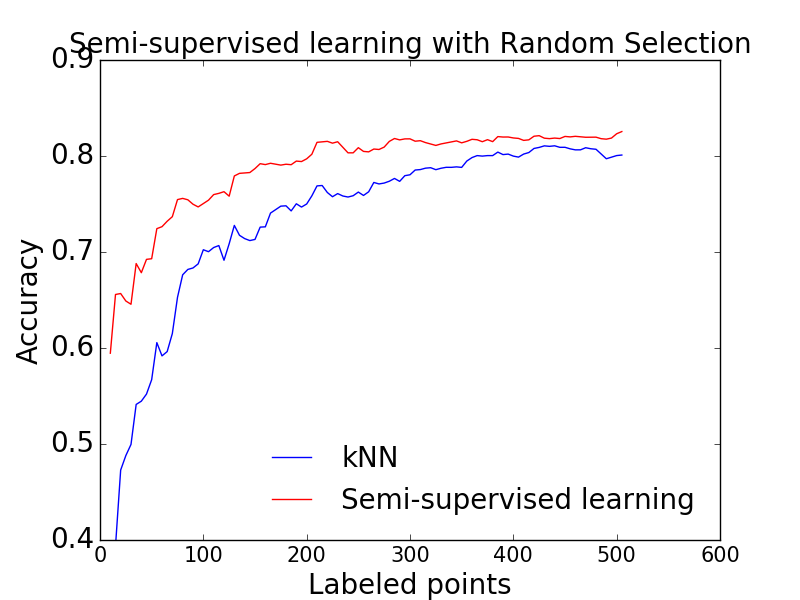 Semi-supervised learning with Random Selection
0.9
0.8
0.7
0.6
0.5
0.4
Accuracy
kNN
Semi-supervised learning
0 100 200 300 400 500 600
Labeled points